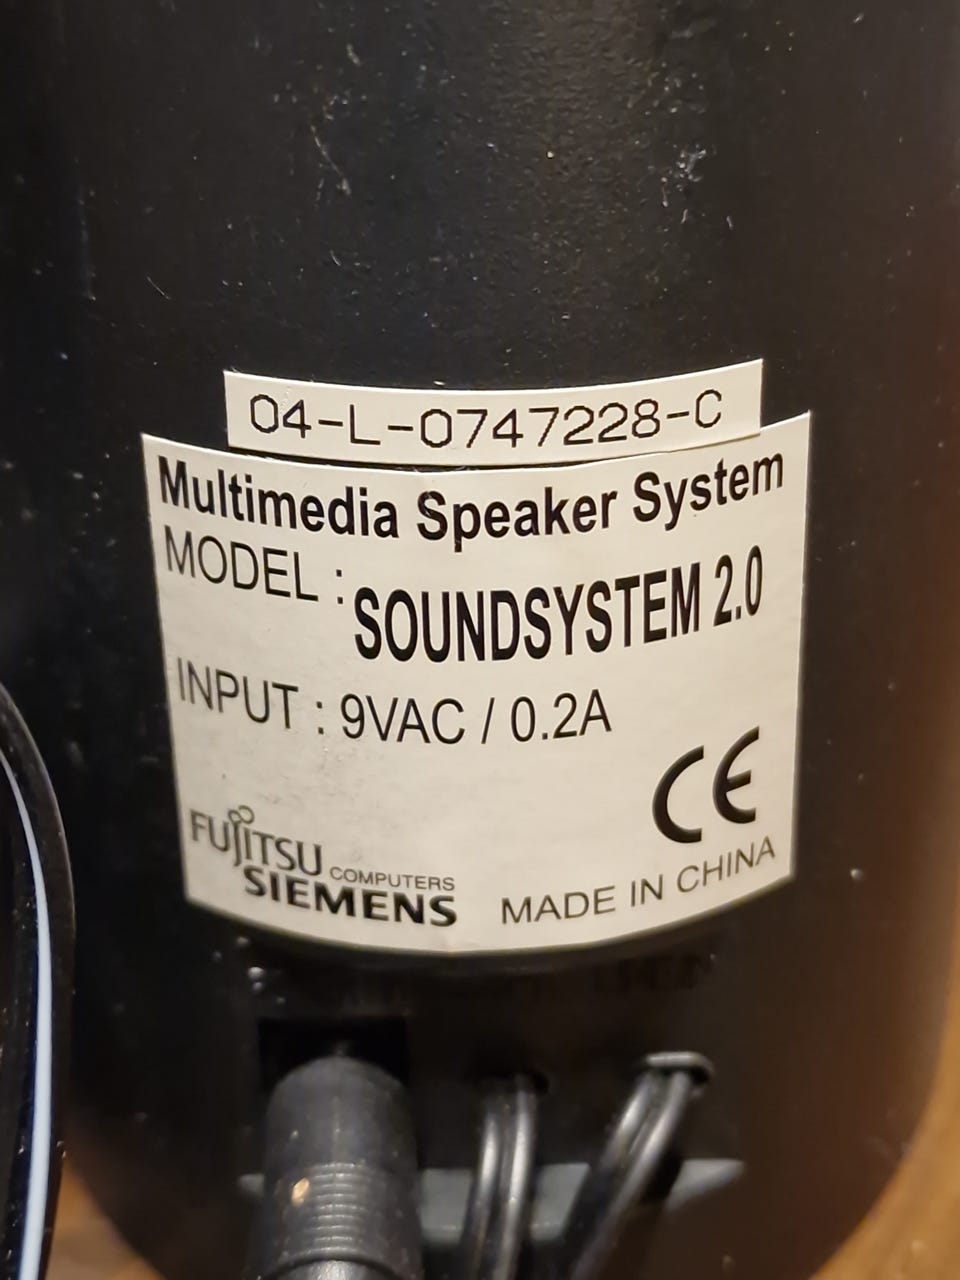 04-L-0747228-C
Multimedia Speaker System
MODEL : SOUNDSYSTEM 2.0
INPUT : 9VAC / 0.2A
CE
FUJITSU COMPUTERS
SIEMENS
MADE IN CHINA